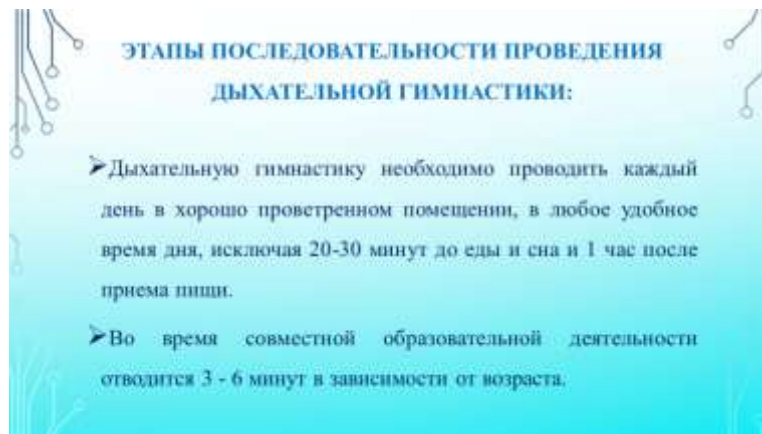 ЭТАПЫ ПОСЛЕДОВАТЕЛЬНОСТИ ПРОВЕДЕНИЯ
ДЫХАТЕЛЬНОЙ ГИМНАСТИКИ:
➢Дыхательную гимнастику необходимо проводить каждый
день в хорошо проветренном помещении, в любое удобное
время дня, исключая 20-30 минут до еды и сна и 1 час после
приема пищи.
➢Во время совместной образовательной деятельности
отводится 3 - 6 минут в зависимости от возраста.